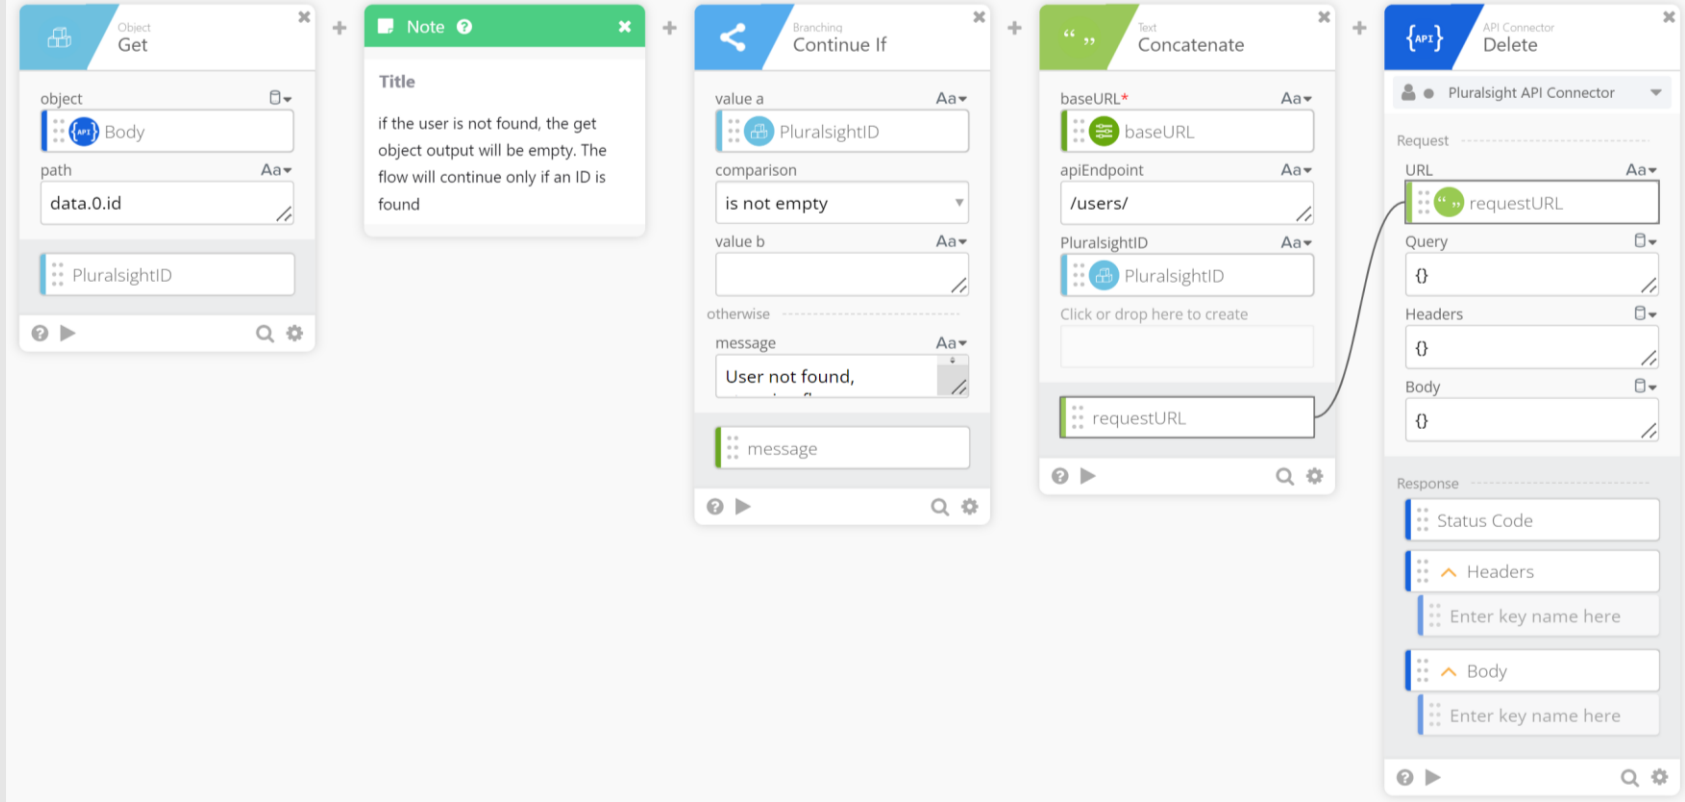 Object
Get
object
{API} Body
path
Aa
data.0.id
PluralsightID
Note
Title
if the user is not found, the get
object output will be empty. The
flow will continue only if an ID is
found
Branching
Continue If
value a
Aa
PluralsightID
comparison
is not empty
value b
Aa
otherwise
message
Aa
User not found,
message
Text
Concatenate
baseURL*
Aa
baseURL
apiEndpoint
Aa
/users/
PluralsightID
Aa
PluralsightID
Click or drop here to create
requestURL
{API}
API Connector
Delete
Pluralsight API Connector
Request
URL
Aa
requestURL
Query
{}
Headers
{}
Body
{}
Response
Status Code
Headers
Enter key name here
Body
Enter key name here